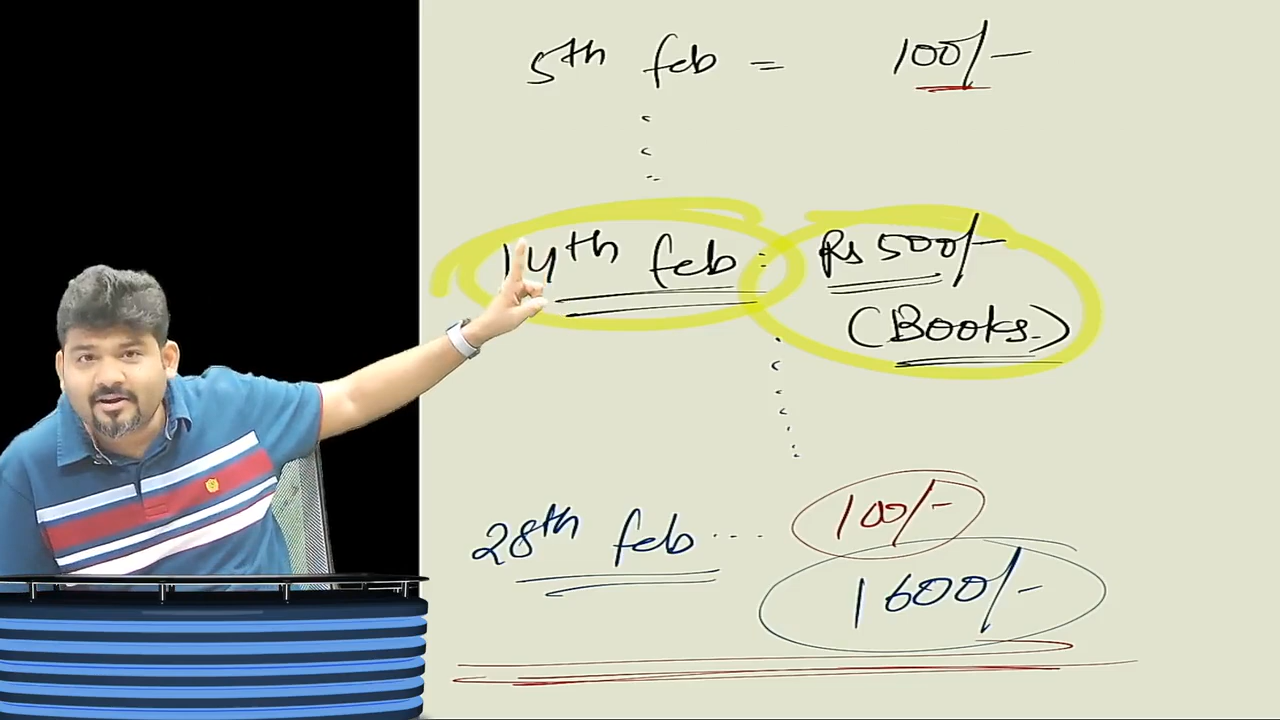 5th feb = 100/-
14th feb : Rs 500/-
(Books.)
28th feb .... 100/-
1600/-